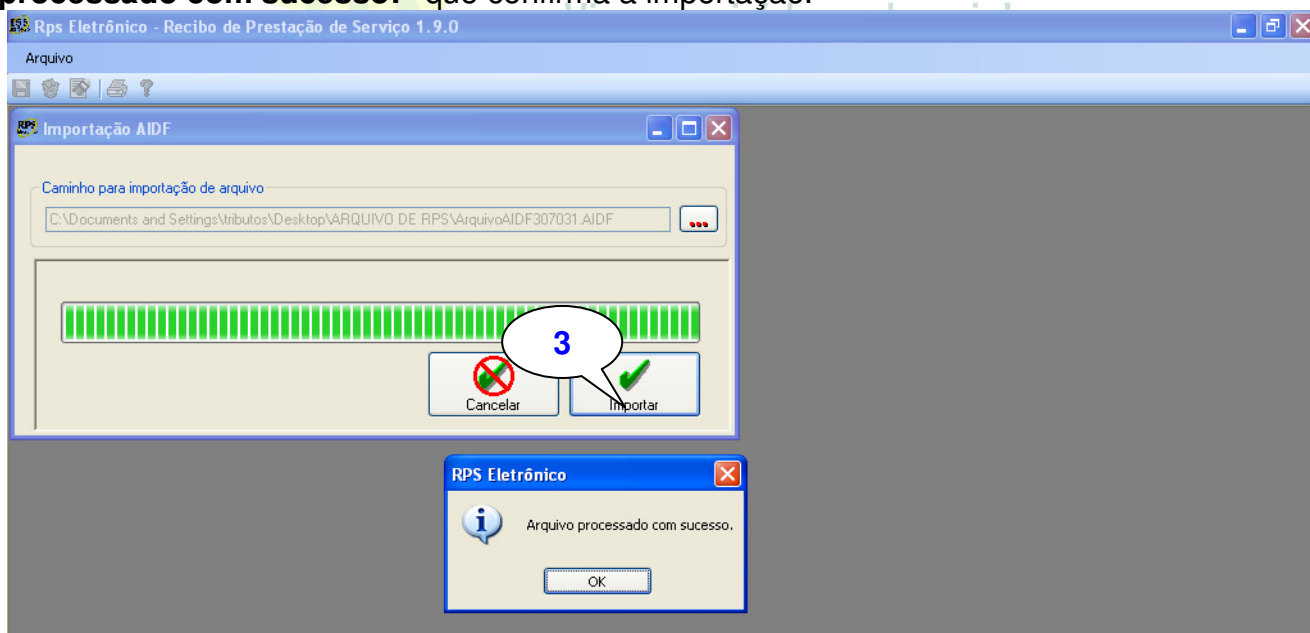 processado com sucesso." que confirma a importação.
Rps Eletrônico - Recibo de Prestação de Serviço 1.9.0
Arquivo
Importação AIDF
Caminho para importação de arquivo
C:\Documents and Settings\tributos\Desktop\ARQUIVO DE RPS\ArquivoAIDF307031.AIDF
...
3
Cancelar
Importar
RPS Eletrônico
Arquivo processado com sucesso.
OK